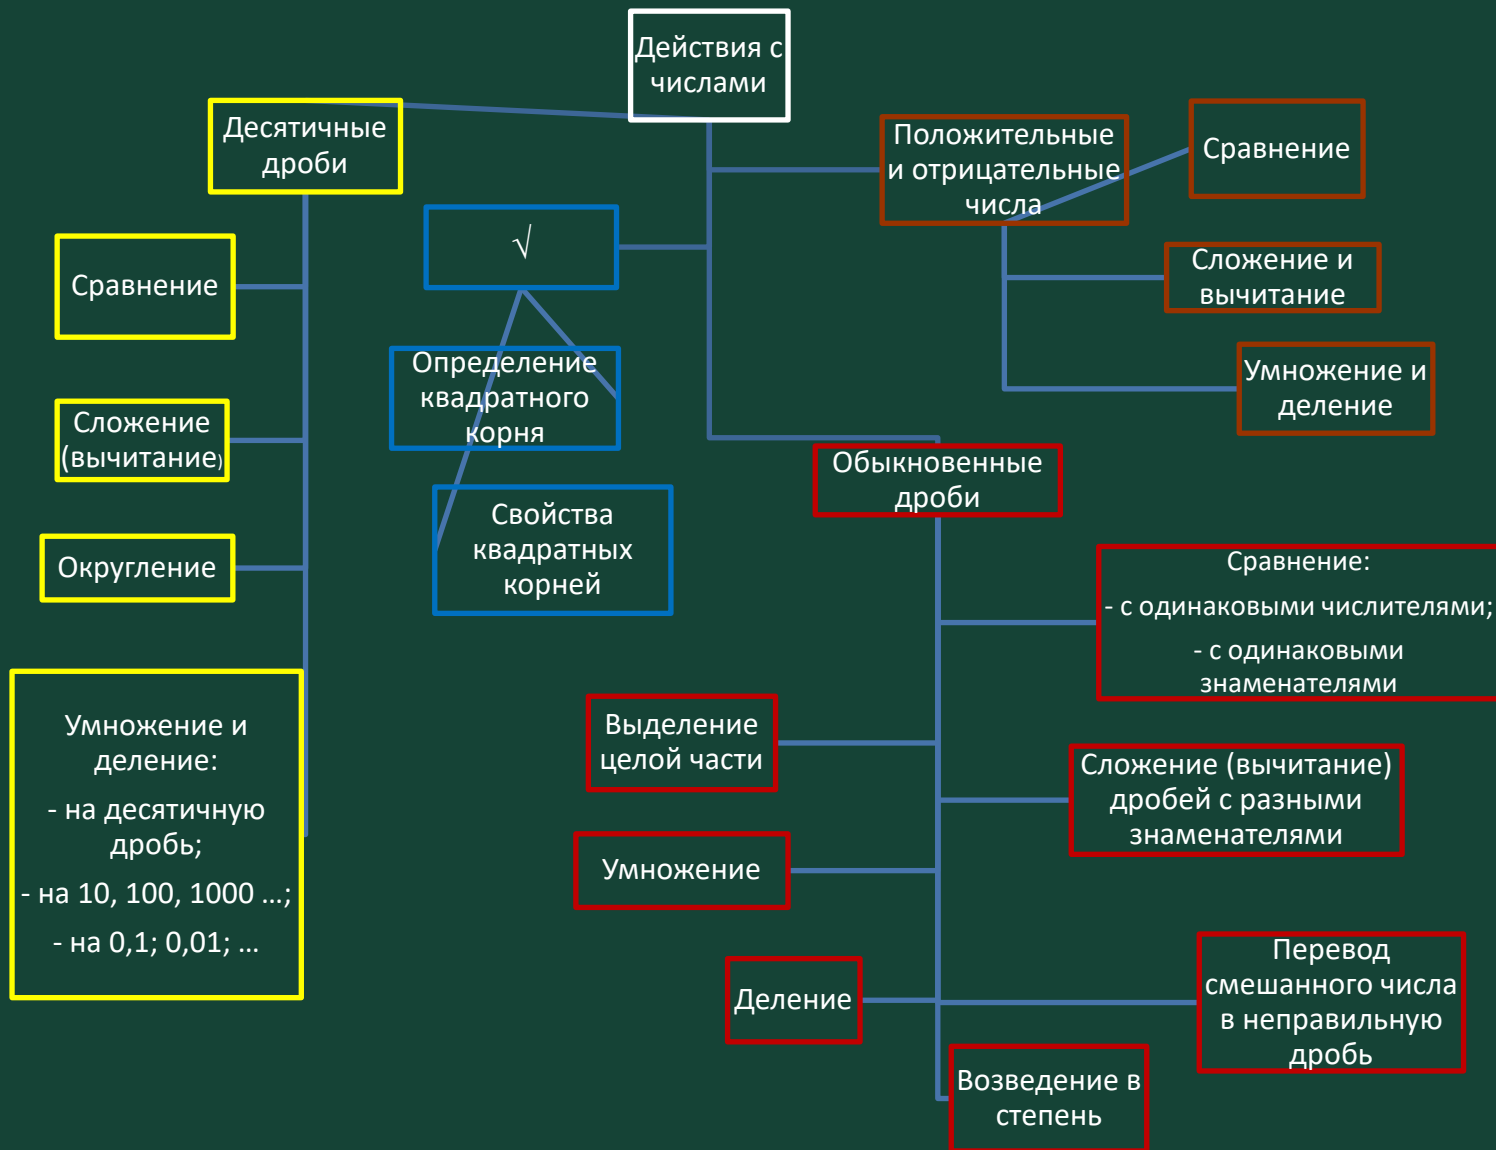 Действия с
числами
Десятичные
дроби
Сравнение
Сложение
(вычитание)
Округление
Умножение и
деление:
- на десятичную
дробь;
- на 10, 100, 1000 ...;
- на 0,1; 0,01; ...
√
Определение
квадратного
корня
Свойства
квадратных
корней
Положительные
и отрицательные
числа
Сравнение
Сложение и
вычитание
Умножение и
деление
Обыкновенные
дроби
Сравнение:
- с одинаковыми числителями;
- с одинаковыми
знаменателями
Выделение
целой части
Сложение (вычитание)
дробей с разными
знаменателями
Умножение
Деление
Перевод
смешанного числа
в неправильную
дробь
Возведение в
степень